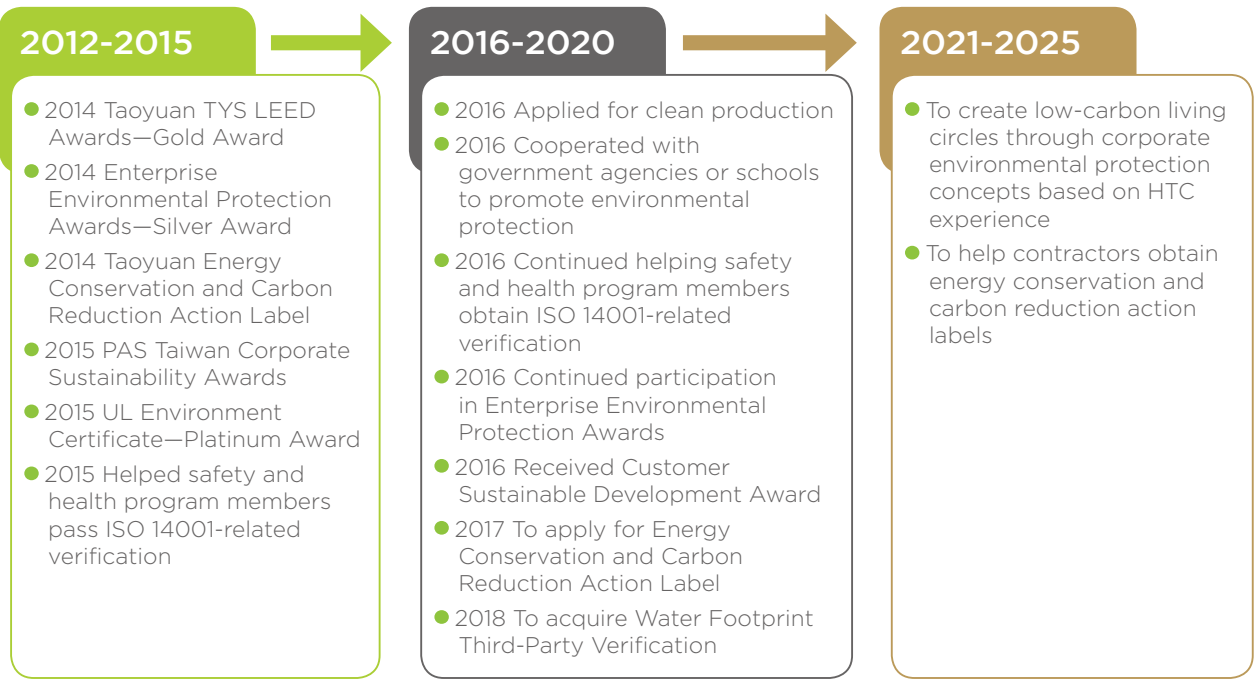 2012-2015
2014 Taoyuan TYS LEED
Awards—Gold Award
2014 Enterprise
Environmental Protection
Awards—Silver Award
2014 Taoyuan Energy
Conservation and Carbon
Reduction Action Label
2015 PAS Taiwan Corporate
Sustainability Awards
2015 UL Environment
Certificate—Platinum Award
2015 Helped safety and
health program members
pass ISO 14001-related
verification
2016-2020
2016 Applied for clean production
2016 Cooperated with
government agencies or schools
to promote environmental
protection
2016 Continued helping safety
and health program members
obtain ISO 14001-related
verification
2016 Continued participation
in Enterprise Environmental
Protection Awards
2016 Received Customer
Sustainable Development Award
2017 To apply for Energy
Conservation and Carbon
Reduction Action Label
2018 To acquire Water Footprint
Third-Party Verification
2021-2025
To create low-carbon living
circles through corporate
environmental protection
concepts based on HTC
experience
To help contractors obtain
energy conservation and
carbon reduction action
labels